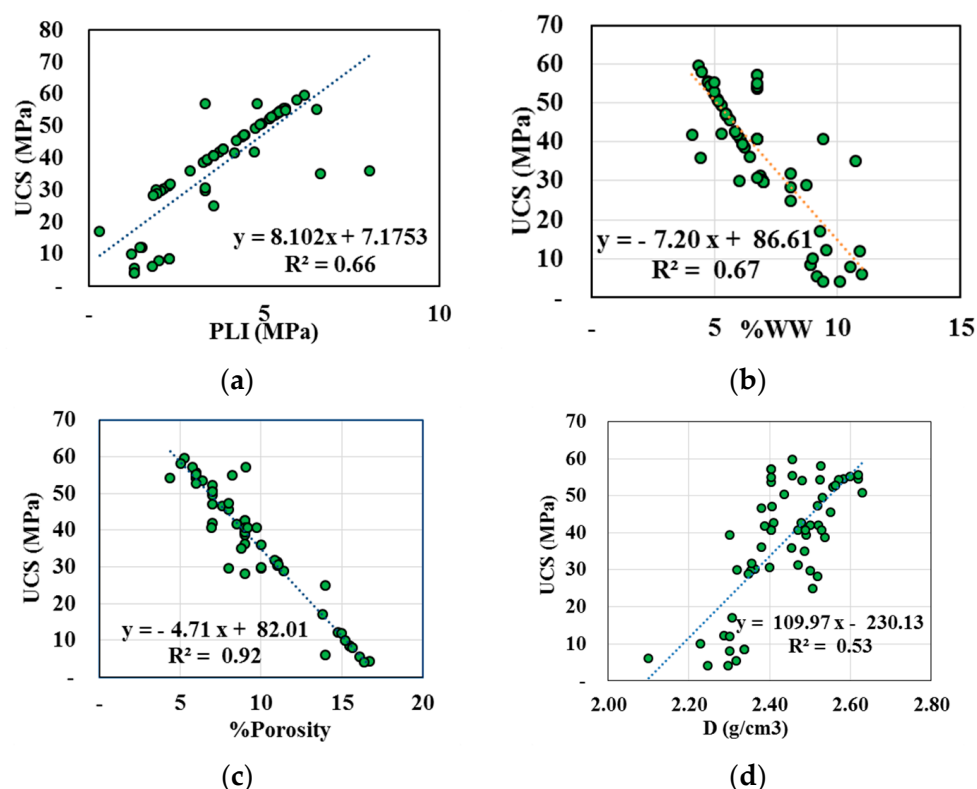 80
70
60
50
40
30
20
10
-
UCS (MPa)
y = 8.102x + 7.1753
R² = 0.66
- 5 10
PLI (MPa)
(a)
70
60
50
40
30
20
10
-
UCS (MPa)
y = - 7.20 x + 86.61
R² = 0.67
- 5 10 15
%WW
(b)
70
60
50
40
30
20
10
-
UCS (MPa)
y = - 4.71 x + 82.01
R² = 0.92
- 5 10 15 20
%Porosity
(c)
70
60
50
40
30
20
10
-
UCS (MPa)
y = 109.97 x - 230.13
R² = 0.53
2.00 2.20 2.40 2.60 2.80
D (g/cm3)
(d)